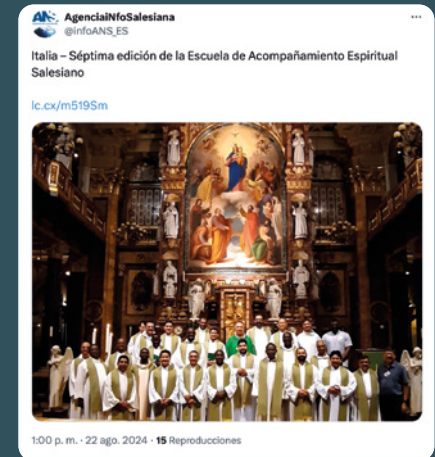 ANS AgenciaiNfoSalesiana
@infoANS_ES
Italia – Séptima edición de la Escuela de Acompañamiento Espiritual
Salesiano
lc.cx/m519Sm
1:00 p. m. · 22 ago. 2024 · 15 Reproducciones